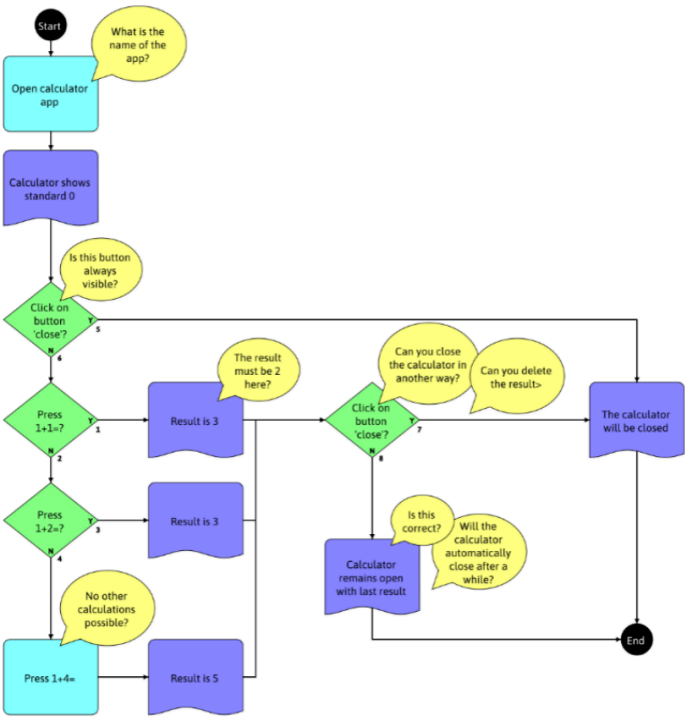 Start
What is the
name of the
app?
Open calculator
app
Calculator shows
standard 0
Is this button
always
visible?
Click on
button
'close'?
Y
5
N
6
The result
must be 2
here?
Can you close
the calculator in
another way?
Can you delete
the result>
Press
1+1=?
Y
1
N
2
Result is 3
Click on
button
'close'?
Y
7
N
8
The calculator
will be closed
Press
1+2=?
Y
3
N
4
Result is 3
Is this
correct?
Will the
calculator
automatically
close after a
while?
Calculator
remains open
with last result
No other
calculations
possible?
Press 1+4=
Result is 5
End